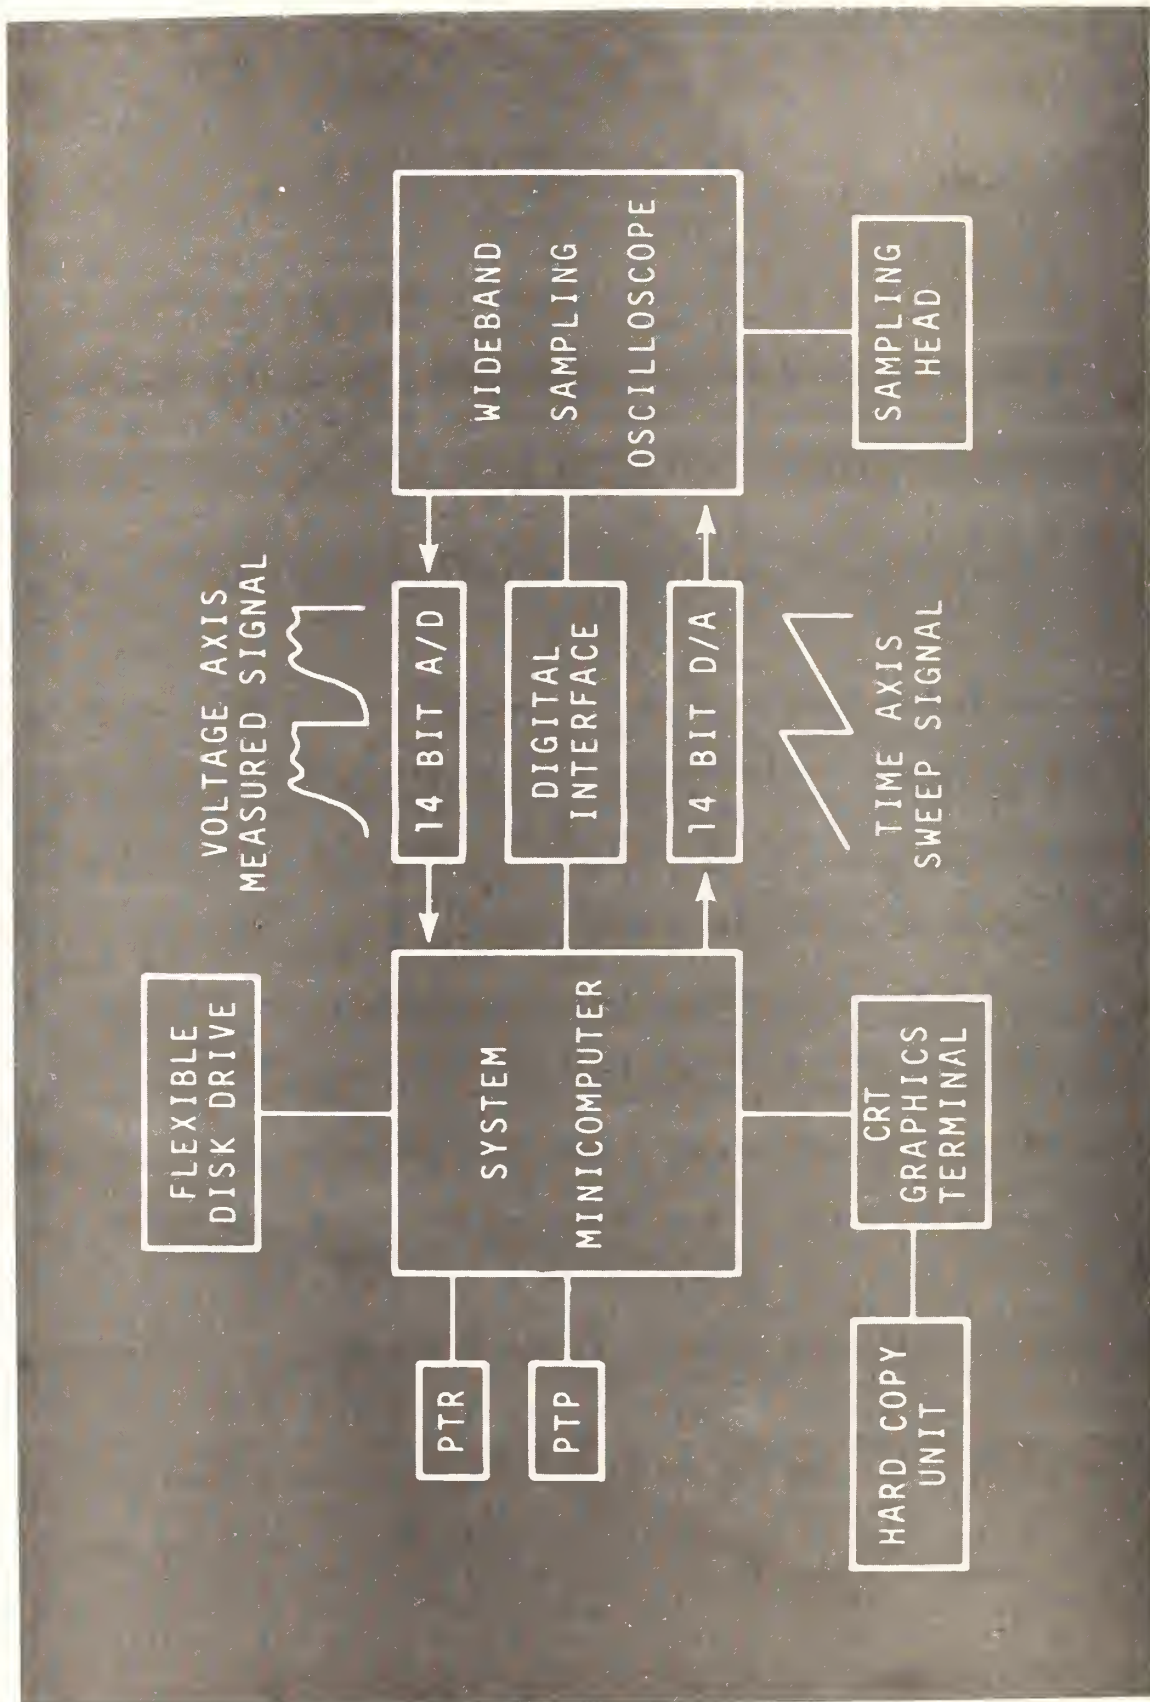 FLEXIBLE
DISK DRIVE
VOLTAGE AXIS
MEASURED SIGNAL
PTR
PTP
SYSTEM
MINICOMPUTER
14 BIT A/D
DIGITAL
INTERFACE
14 BIT D/A
WIDEBAND
SAMPLING
OSCILLOSCOPE
TIME AXIS
SWEEP SIGNAL
HARD COPY
UNIT
CRT
GRAPHICS
TERMINAL
SAMPLING
HEAD